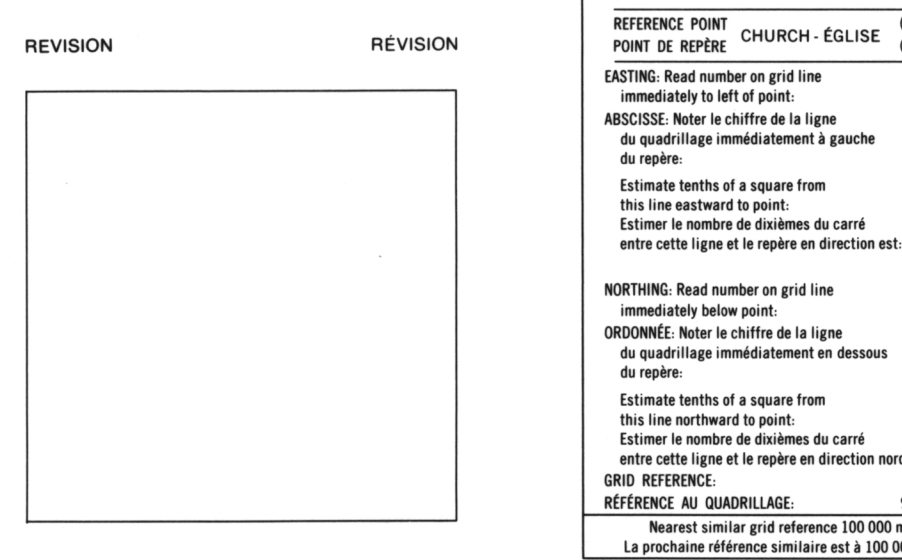 REVISION RÉVISION
REFERENCE POINT
POINT DE REPÈRE
CHURCH - ÉGLISE
EASTING: Read number on grid line
immediately to left of point:
ABSCISSE: Noter le chiffre de la ligne
du quadrillage immédiatement à gauche
du repère:
Estimate tenths of a square from
this line eastward to point:
Estimer le nombre de dixièmes du carré
entre cette ligne et le repère en direction est:
NORTHING: Read number on grid line
immediately below point:
ORDONNÉE: Noter le chiffre de la ligne
du quadrillage immédiatement en dessous
du repère:
Estimate tenths of a square from
this line northward to point:
Estimer le nombre de dixièmes du carré
entre cette ligne et le repère en direction nord
GRID REFERENCE:
RÉFÉRENCE AU QUADRILLAGE:
Nearest similar grid reference 100 000 m
La prochaine référence similaire est à 100 00